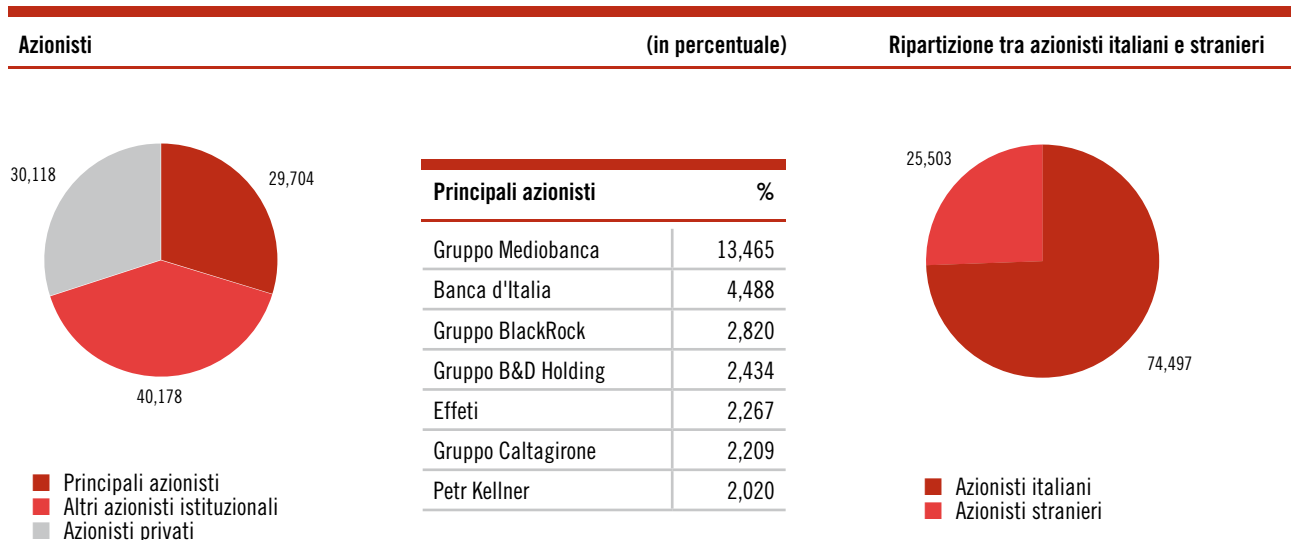 Azionisti (in percentuale) Ripartizione tra azionisti italiani e stranieri
30,118
29,704
40,178
Principali azionisti
Altri azionisti istituzionali
Azionisti privati
Principali azionisti %
Gruppo Mediobanca 13,465
Banca d'Italia 4,488
Gruppo BlackRock 2,820
Gruppo B&D Holding 2,434
Effeti 2,267
Gruppo Caltagirone 2,209
Petr Kellner 2,020
25,503
74,497
Azionisti italiani
Azionisti stranieri